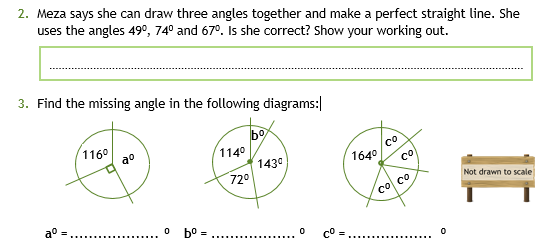 2. Meza says she can draw three angles together and make a perfect straight line. She
uses the angles 49⁰, 74⁰ and 67⁰. Is she correct? Show your working out.
3. Find the missing angle in the following diagrams:
116⁰ a⁰
b⁰
114⁰ 143⁰
72⁰
c⁰
164⁰ c⁰
c⁰ c⁰
Not drawn to scale
a⁰ =................... ⁰ b⁰ = .................. ⁰ c⁰ = .................. ⁰